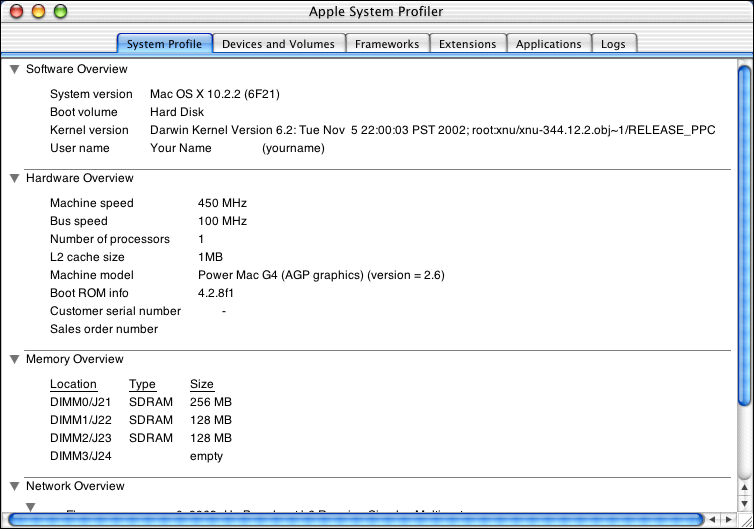 Apple System Profiler
System Profile Devices and Volumes Frameworks Extensions Applications Logs
Software Overview
System version Mac OS X 10.2.2 (6F21)
Boot volume Hard Disk
Kernel version Darwin Kernel Version 6.2: Tue Nov 5 22:00:03 PST 2002; root:xnu/xnu-344.12.2.obj~1/RELEASE_PPC
User name Your Name (yourname)
Hardware Overview
Machine speed 450 MHz
Bus speed 100 MHz
Number of processors 1
L2 cache size 1MB
Machine model Power Mac G4 (AGP graphics) (version = 2.6)
Boot ROM info 4.2.8f1
Customer serial number -
Sales order number
Memory Overview
Location Type Size
DIMM0/J21 SDRAM 256 MB
DIMM1/J22 SDRAM 128 MB
DIMM2/J23 SDRAM 128 MB
DIMM3/J24 empty
Network Overview